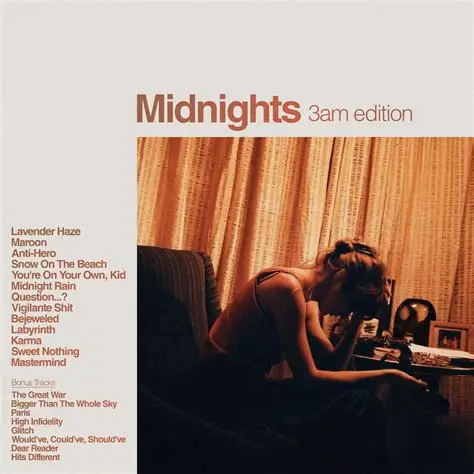 Midnights 3am edition
Lavender Haze
Maroon
Anti-Hero
Snow On The Beach
You're On Your Own, Kid
Midnight Rain
Question...?
Vigilante Shit
Bejeweled
Labyrinth
Karma
Sweet Nothing
Mastermind
Bonus Tracks
The Great War
Bigger Than The Whole Sky
Paris
High Infidelity
Glitch
Would've, Could've, Should've
Dear Reader
Hits Different